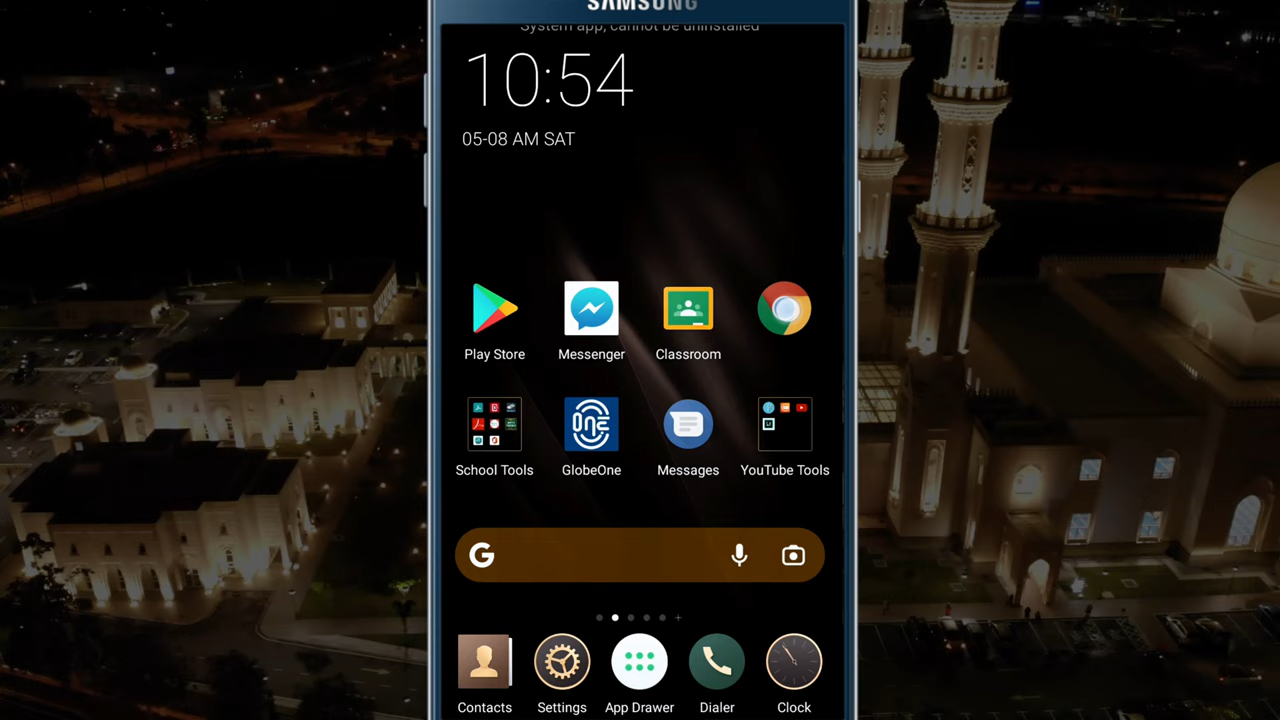 SAMSUNG
System app, cannot be uninstalled
10:54
05-08 AM SAT
Play Store
Messenger
Classroom
School Tools
GlobeOne
Messages
YouTube Tools
G
ONE
Contacts
Settings
App Drawer
Dialer
Clock